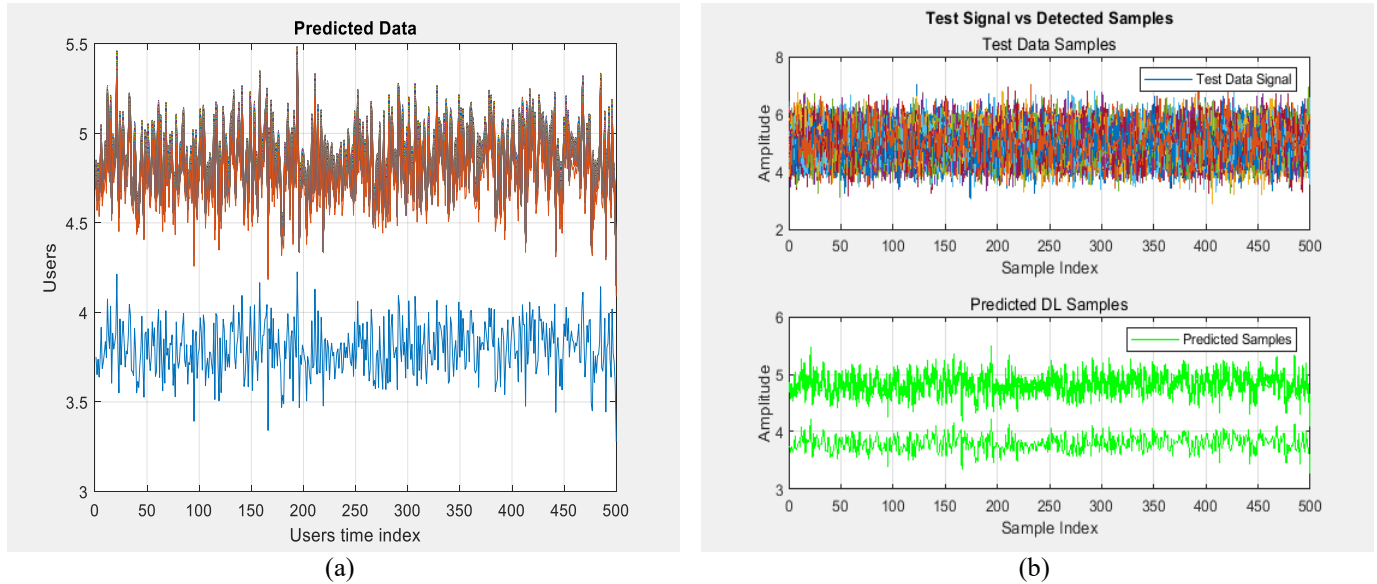 Predicted Data
5.5
5
4.5
4
3.5
3
Users
0 50 100 150 200 250 300 350 400 450 500
Users time index
(a)
Test Signal vs Detected Samples
Test Data Samples
8
6
4
2
Amplitude
Test Data Signal
0 50 100 150 200 250 300 350 400 450 500
Sample Index
Predicted DL Samples
6
5
4
3
Amplitude
Predicted Samples
0 50 100 150 200 250 300 350 400 450 500
Sample Index
(b)